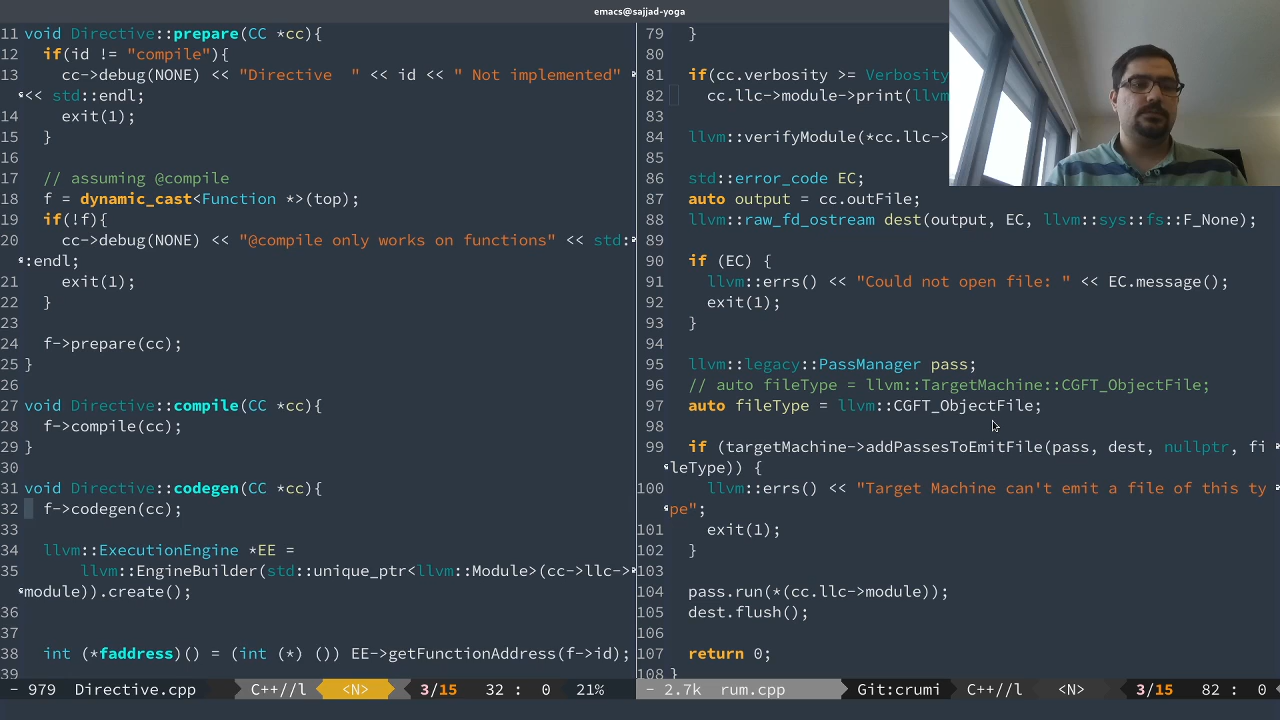 emacs@sajjad-yoga
11 void Directive::prepare(CC *cc){
12   if(id != "compile"){
13     cc->debug(NONE) << "Directive  " << id << " Not implemented"
<< std::endl;
14     exit(1);
15   }
16
17   // assuming @compile
18   f = dynamic_cast<Function *>(top);
19   if(!f){
20     cc->debug(NONE) << "@compile only works on functions" << std:
:endl;
21     exit(1);
22   }
23
24   f->prepare(cc);
25 }
26
27 void Directive::compile(CC *cc){
28   f->compile(cc);
29 }
30
31 void Directive::codegen(CC *cc){
32   f->codegen(cc);
33
34   llvm::ExecutionEngine *EE =
35       llvm::EngineBuilder(std::unique_ptr<llvm::Module>(cc->llc->
module)).create();
36
37
38   int (*faddress)() = (int (*) ()) EE->getFunctionAddress(f->id);
39
- 979 Directive.cpp C++//l <N> 3/15 32 : 0 21%
79   }
80
81   if(cc.verbosity >= Verbosity
82     cc.llc->module->print(llvm
83
84   llvm::verifyModule(*cc.llc->
85
86   std::error_code EC;
87   auto output = cc.outFile;
88   llvm::raw_fd_ostream dest(output, EC, llvm::sys::fs::F_None);
89
90   if (EC) {
91     llvm::errs() << "Could not open file: " << EC.message();
92     exit(1);
93   }
94
95   llvm::legacy::PassManager pass;
96   // auto fileType = llvm::TargetMachine::CGFT_ObjectFile;
97   auto fileType = llvm::CGFT_ObjectFile;
98
99   if (targetMachine->addPassesToEmitFile(pass, dest, nullptr, fi
leType)) {
100     llvm::errs() << "Target Machine can't emit a file of this ty
pe";
101     exit(1);
102   }
103
104   pass.run(*(cc.llc->module));
105   dest.flush();
106
107   return 0;
108 }
- 2.7k rum.cpp Git:crumi C++//l <N> 3/15 82 : 0